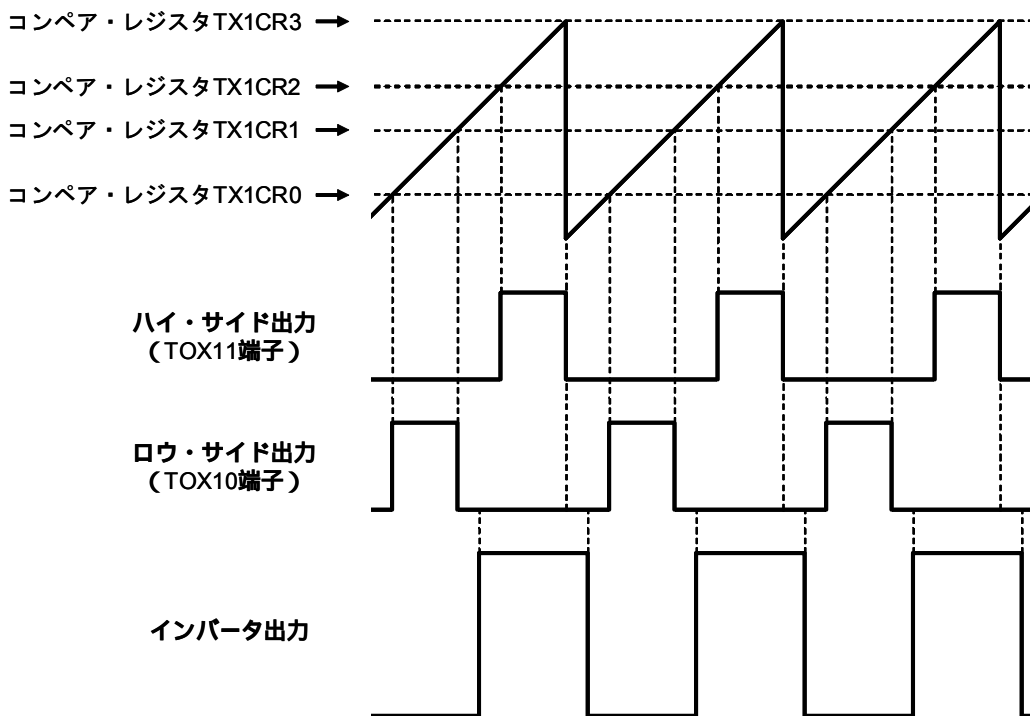 コンペア・レジスタTX1CR3
コンペア・レジスタTX1CR2
コンペア・レジスタTX1CR1
コンペア・レジスタTX1CR0
ハイ・サイド出力
(TOX11端子)
ロウ・サイド出力
(TOX10端子)
インバータ出力